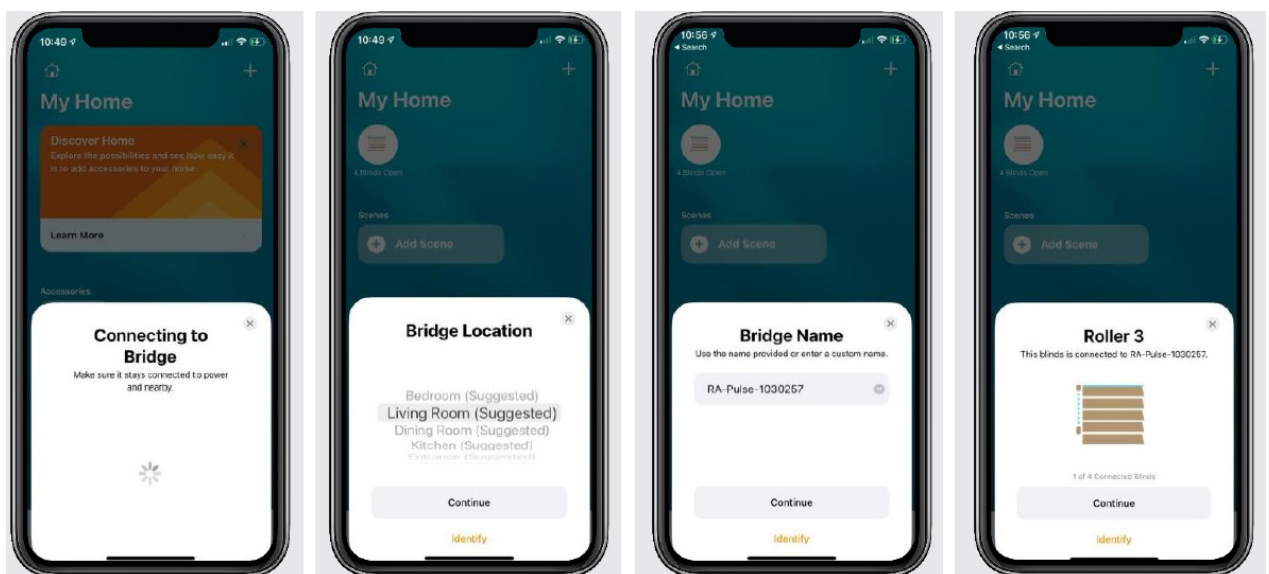 10:49
My Home
Discover Home
Explore the possibilities and see how easy it
is to add accessories to your home.
Learn More
Accessories
Connecting to
Bridge
Make sure it stays connected to power
and nearby.
10:49
My Home
4 Blinds Open
Scenes
Add Scene
Bridge Location
Bedroom (Suggested)
Living Room (Suggested)
Dining Room (Suggested)
Kitchen (Suggested)
Entrance (Suggested)
Continue
Identify
10:56
Search
My Home
4 Blinds Open
Scenes
Add Scene
Bridge Name
Use the name provided or enter a custom name.
RA-Pulse-1030257
Continue
Identify
10:56
Search
My Home
4 Blinds Open
Scenes
Add Scene
Roller 3
This blinds is connected to RA-Pulse-1030257.
1 of 4 Connected Blinds
Continue
Identify